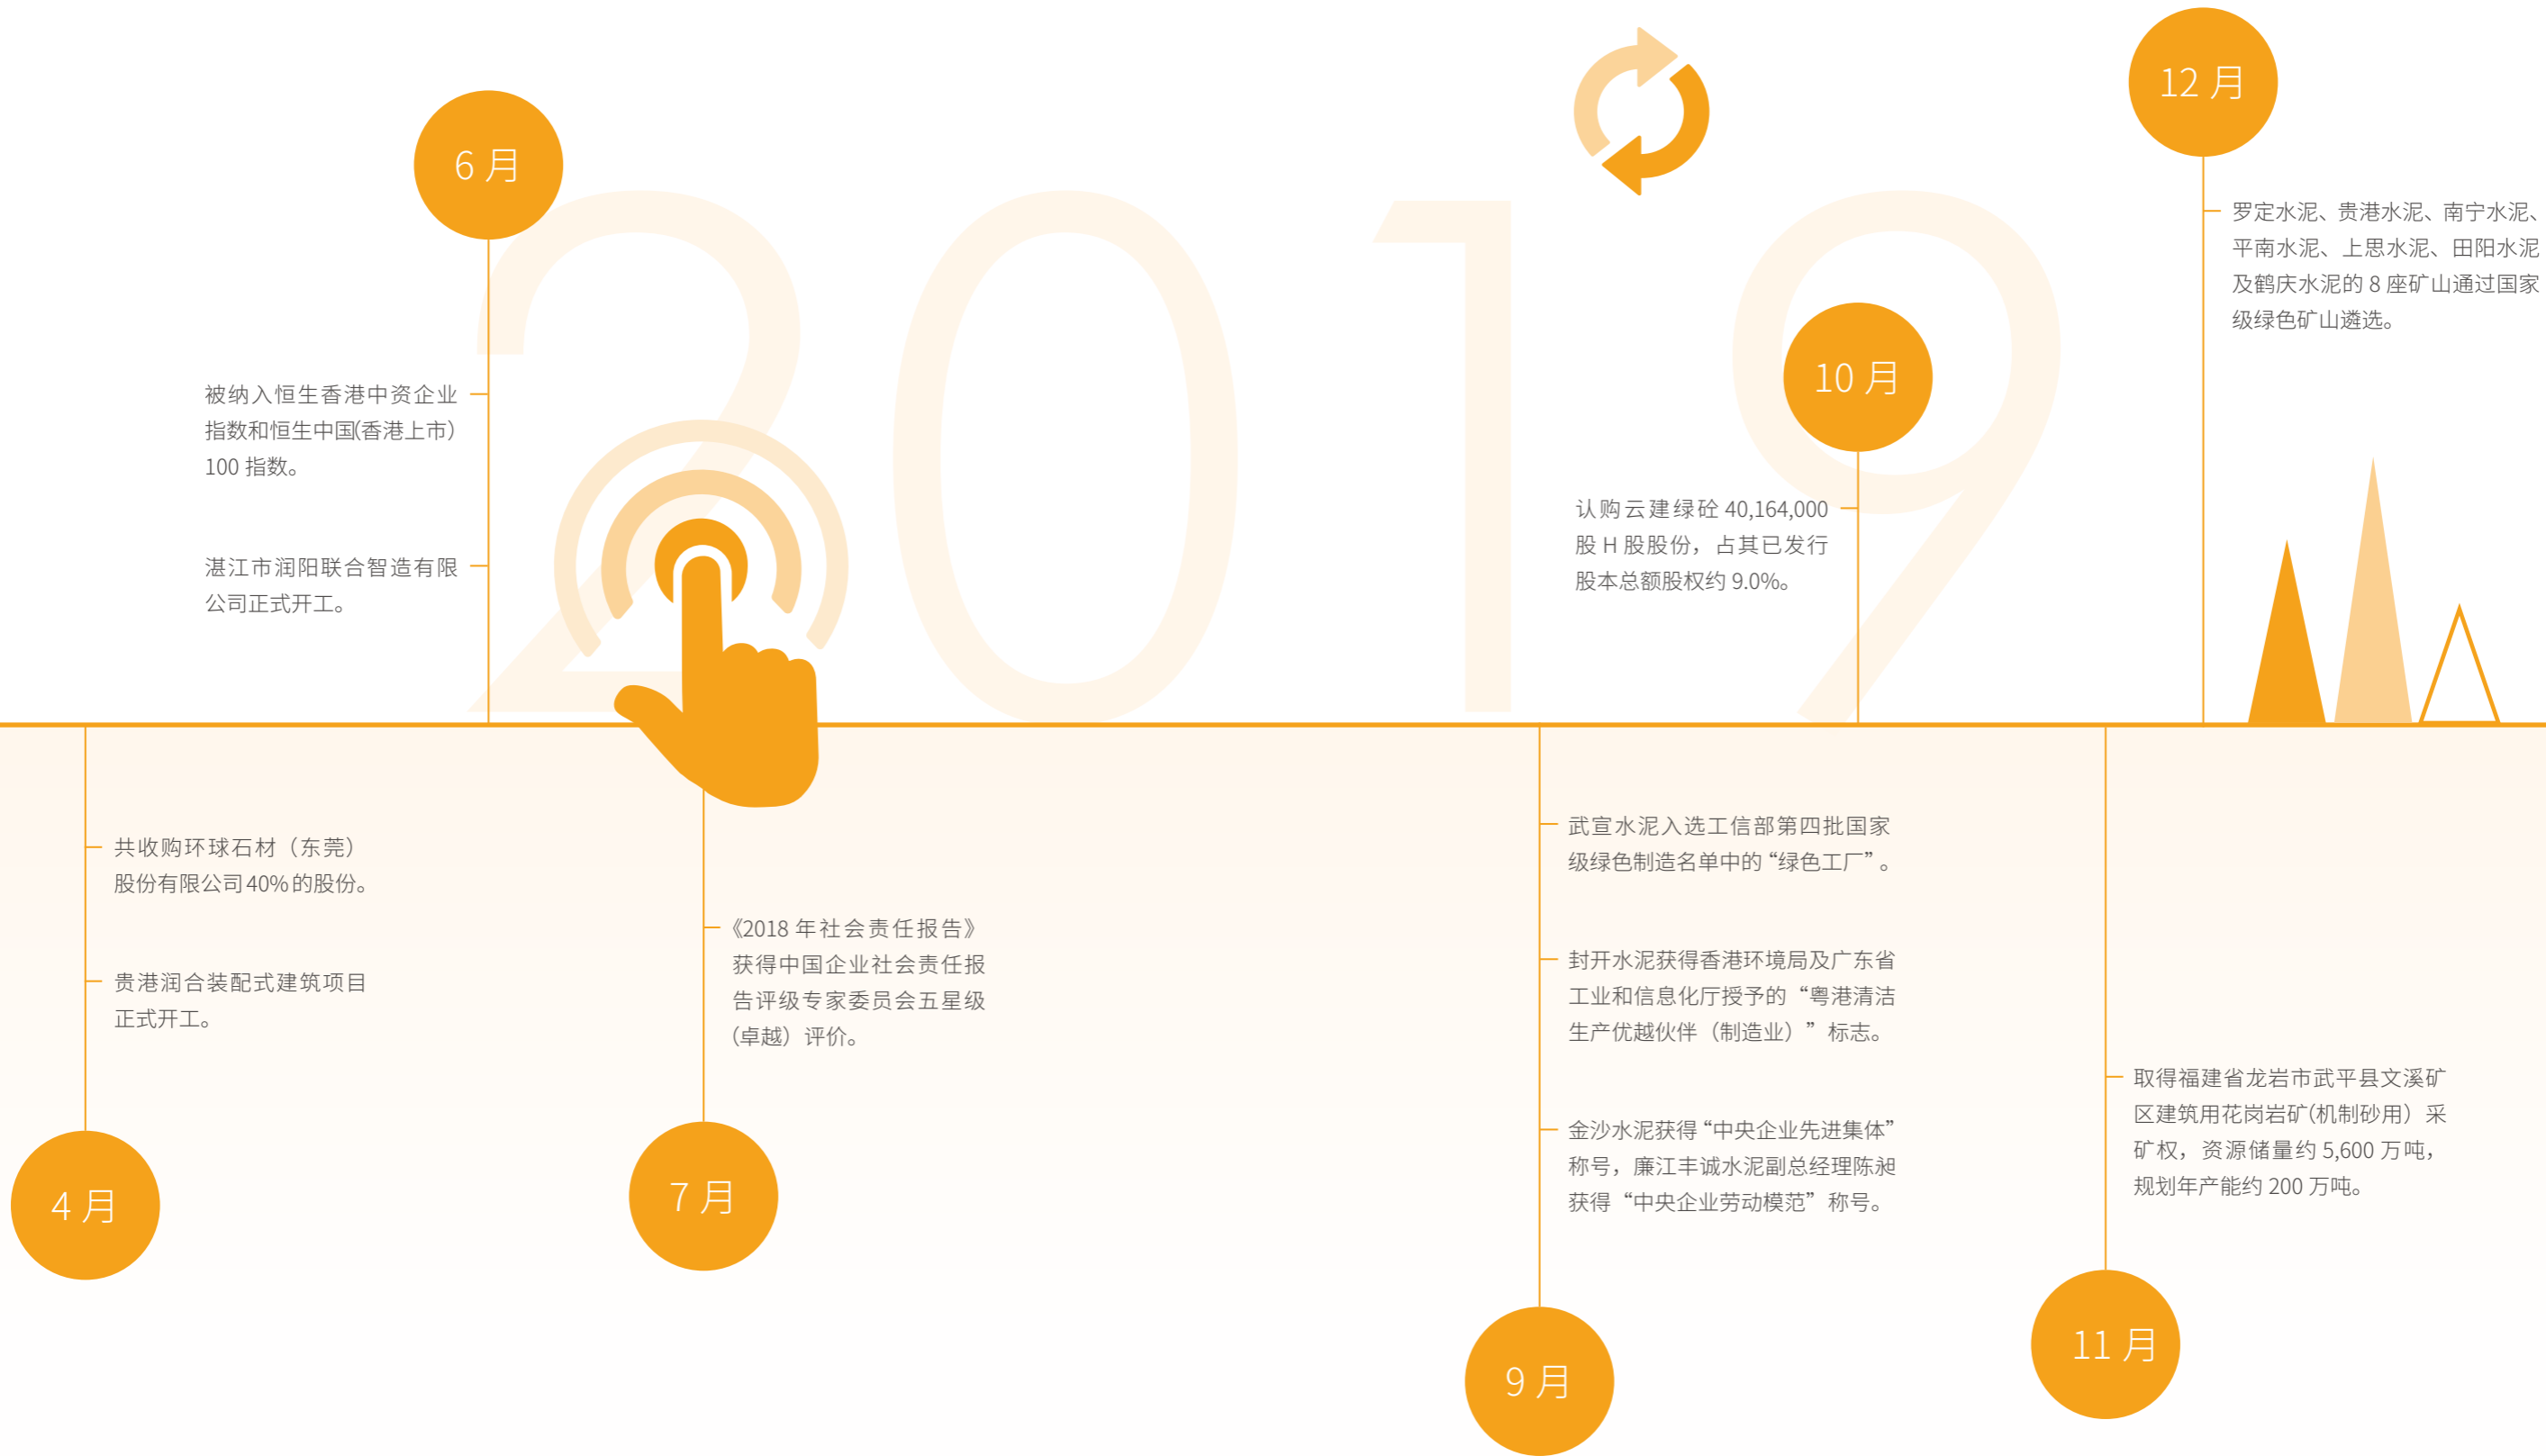 2019
4 月
共收购环球石材（东莞）
股份有限公司 40% 的股份。
贵港润合装配式建筑项目
正式开工。
6 月
被纳入恒生香港中资企业
指数和恒生中国(香港上市）
100 指数。
湛江市润阳联合智造有限
公司正式开工。
7 月
《2018 年社会责任报告》
获得中国企业社会责任报
告评级专家委员会五星级
（卓越）评价。
9 月
武宣水泥入选工信部第四批国家
级绿色制造名单中的 “绿色工厂” 。
封开水泥获得香港环境局及广东省
工业和信息化厅授予的 “粤港清洁
生产优越伙伴（制造业）” 标志。
金沙水泥获得 “中央企业先进集体”
称号，廉江丰诚水泥副总经理陈昶
获得 “中央企业劳动模范” 称号。
10 月
认购云建绿砼 40,164,000
股 H 股股份，占其已发行
股本总额股权约 9.0%。
11 月
取得福建省龙岩市武平县文溪矿
区建筑用花岗岩矿(机制砂用）采
矿权，资源储量约 5,600 万吨，
规划年产能约 200 万吨。
12 月
罗定水泥、贵港水泥、南宁水泥、
平南水泥、上思水泥、田阳水泥
及鹤庆水泥的 8 座矿山通过国家
级绿色矿山遴选。